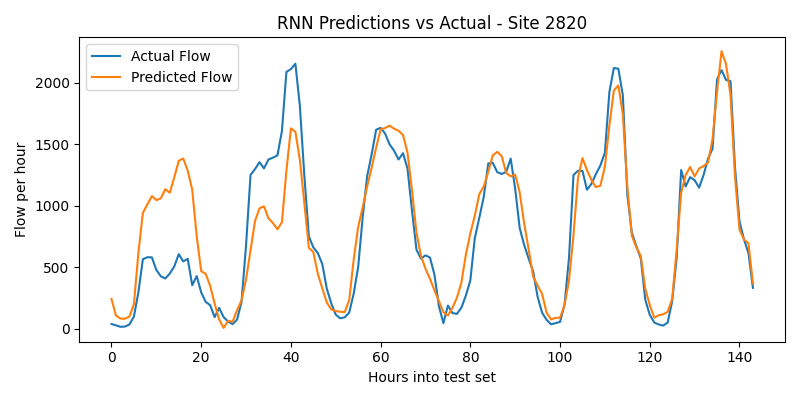 RNN Predictions vs Actual - Site 2820
Actual Flow
Predicted Flow
Flow per hour
2000
1500
1000
500
0
0 20 40 60 80 100 120 140
Hours into test set